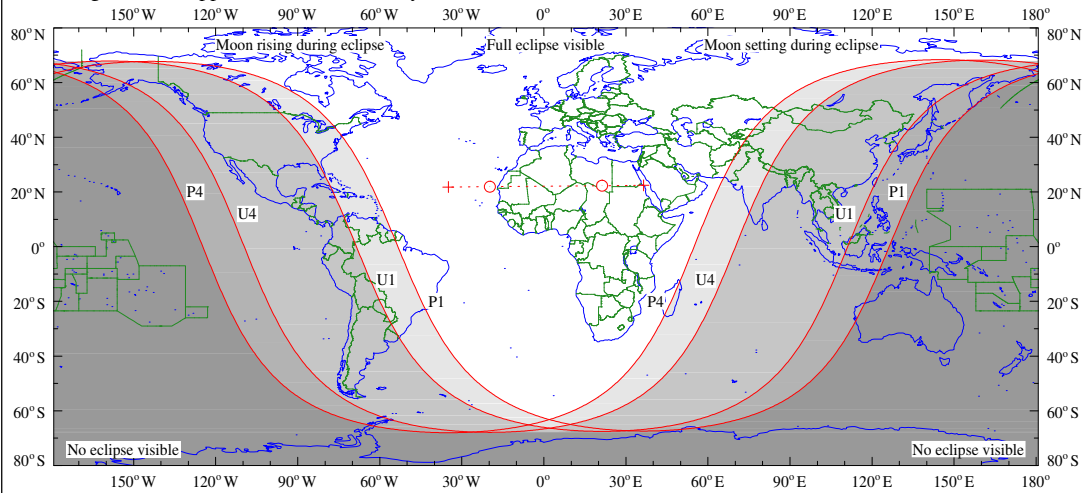 150°W 120°W 90°W 60°W 30°W 0° 30°E 60°E 90°E 120°E 150°E 180°
80°N 80°N
Moon rising during eclipse Full eclipse visible Moon setting during eclipse
60°N 60°N
40°N 40°N
20°N P4 P1 20°N
U4 U1
0° 0°
U1 U4
20°S P1 P4 20°S
40°S 40°S
60°S 60°S
No eclipse visible No eclipse visible
80°S 80°S
150°W 120°W 90°W 60°W 30°W 0° 30°E 60°E 90°E 120°E 150°E 180°